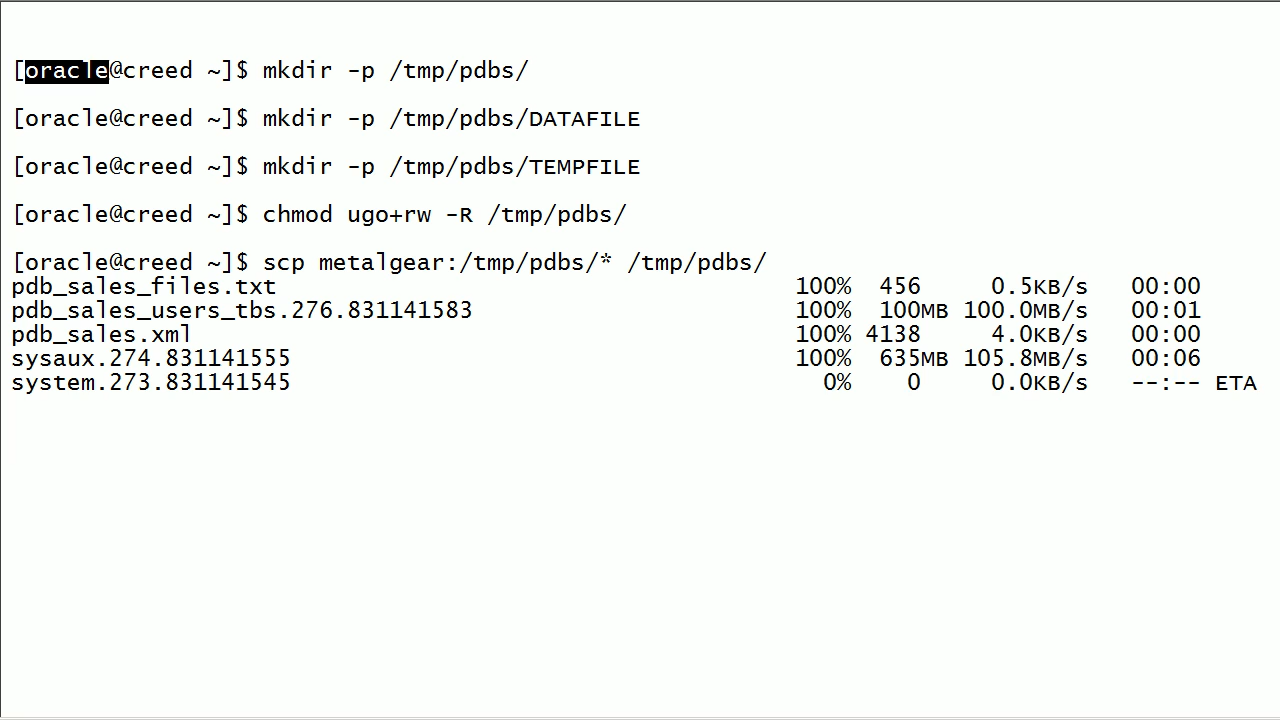 [oracle@creed ~]$ mkdir -p /tmp/pdbs/
[oracle@creed ~]$ mkdir -p /tmp/pdbs/DATAFILE
[oracle@creed ~]$ mkdir -p /tmp/pdbs/TEMPFILE
[oracle@creed ~]$ chmod ugo+rw -R /tmp/pdbs/
[oracle@creed ~]$ scp metalgear:/tmp/pdbs/* /tmp/pdbs/
pdb_sales_files.txt 100% 456 0.5KB/s 00:00
pdb_sales_users_tbs.276.831141583 100% 100MB 100.0MB/s 00:01
pdb_sales.xml 100% 4138 4.0KB/s 00:00
sysaux.274.831141555 100% 635MB 105.8MB/s 00:06
system.273.831141545 0% 0 0.0KB/s --:-- ETA